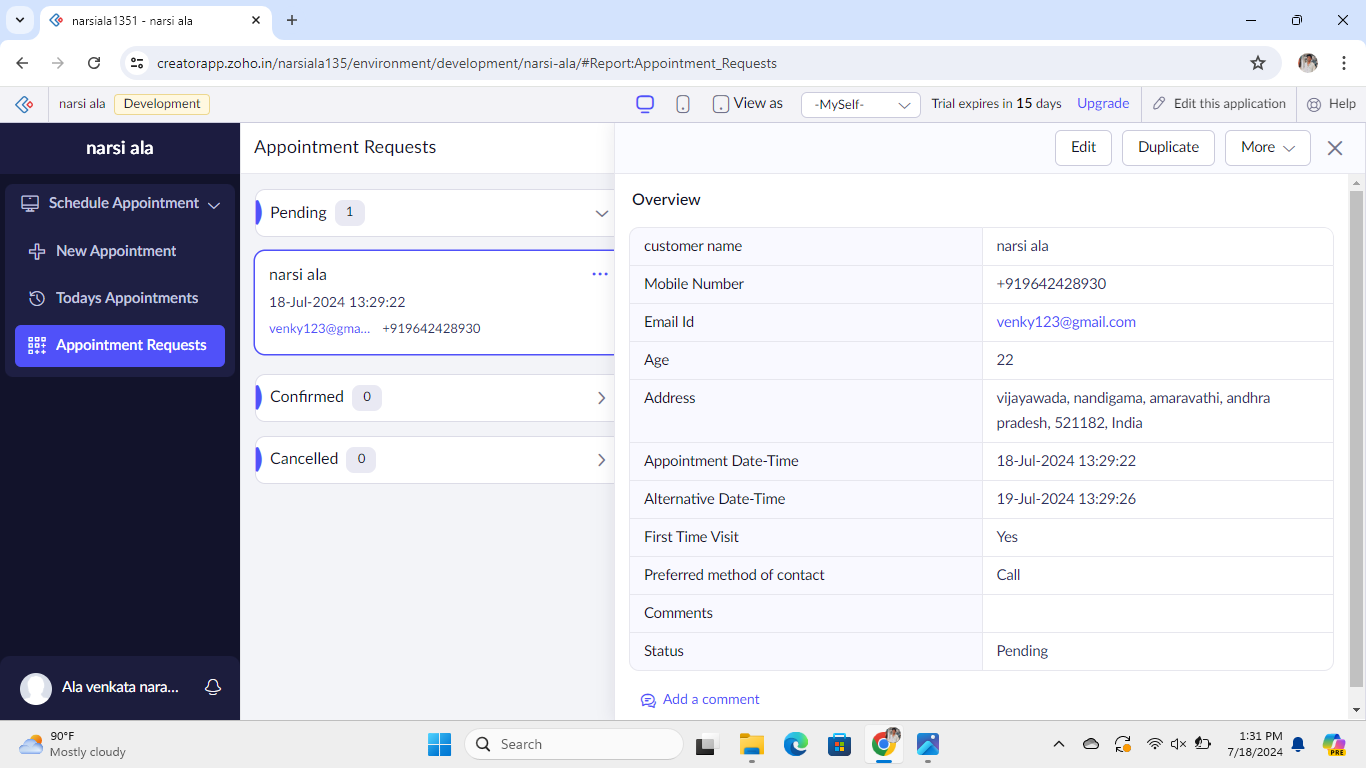 narsiala1351 - narsi ala
creatorapp.zoho.in/narsiala135/environment/development/narsi-ala/#Report:Appointment_Requests
narsi ala Development View as -MySelf- Trial expires in 15 days Upgrade Edit this application Help
narsi ala
Schedule Appointment
New Appointment
Todays Appointments
Appointment Requests
Ala venkata nara...
Appointment Requests
Pending 1
narsi ala
18-Jul-2024 13:29:22
venky123@gma... +919642428930
Confirmed 0
Cancelled 0
Edit Duplicate More
Overview
customer name narsi ala
Mobile Number +919642428930
Email Id venky123@gmail.com
Age 22
Address vijayawada, nandigama, amaravathi, andhra
pradesh, 521182, India
Appointment Date-Time 18-Jul-2024 13:29:22
Alternative Date-Time 19-Jul-2024 13:29:26
First Time Visit Yes
Preferred method of contact Call
Comments
Status Pending
Add a comment
90°F
Mostly cloudy
Search
1:31 PM
7/18/2024
PRE